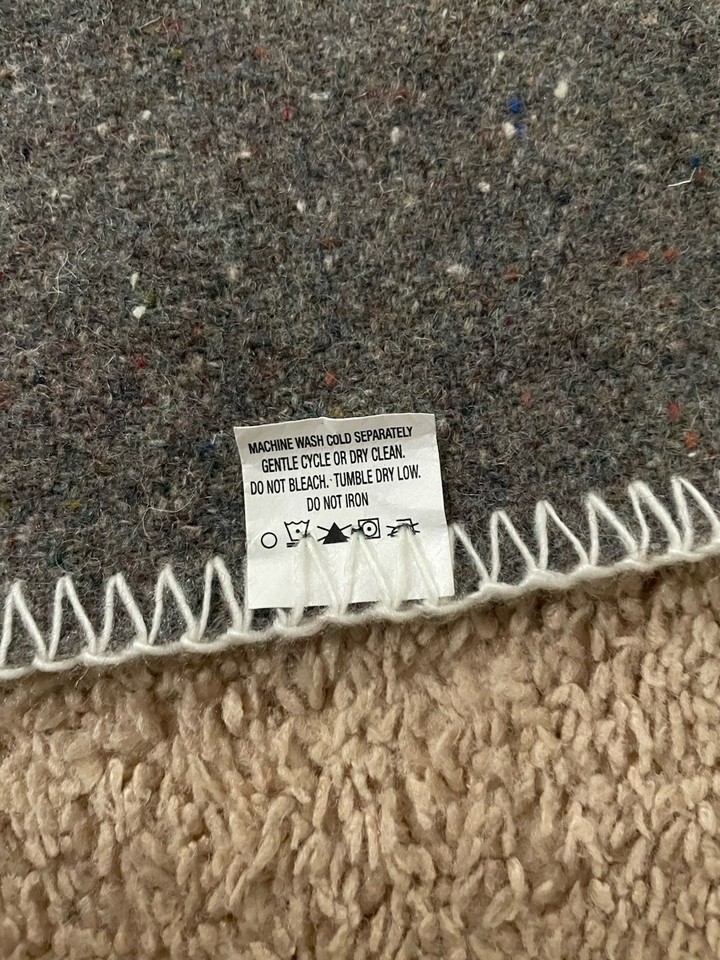 MACHINE WASH COLD SEPARATELY
GENTLE CYCLE OR DRY CLEAN.
DO NOT BLEACH. TUMBLE DRY LOW.
DO NOT IRON